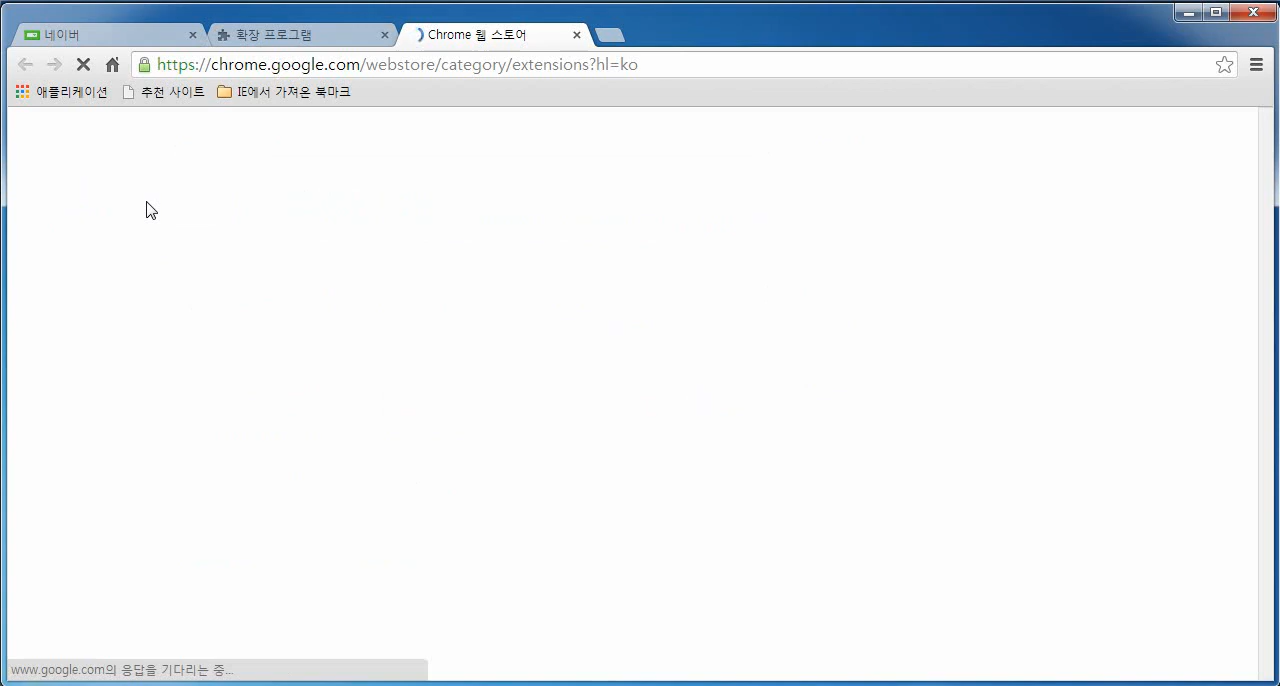 네이버
확장 프로그램
Chrome 웹 스토어
https://chrome.google.com/webstore/category/extensions?hl=ko
애플리케이션
추천 사이트
IE에서 가져온 북마크
www.google.com의 응답을 기다리는 중...